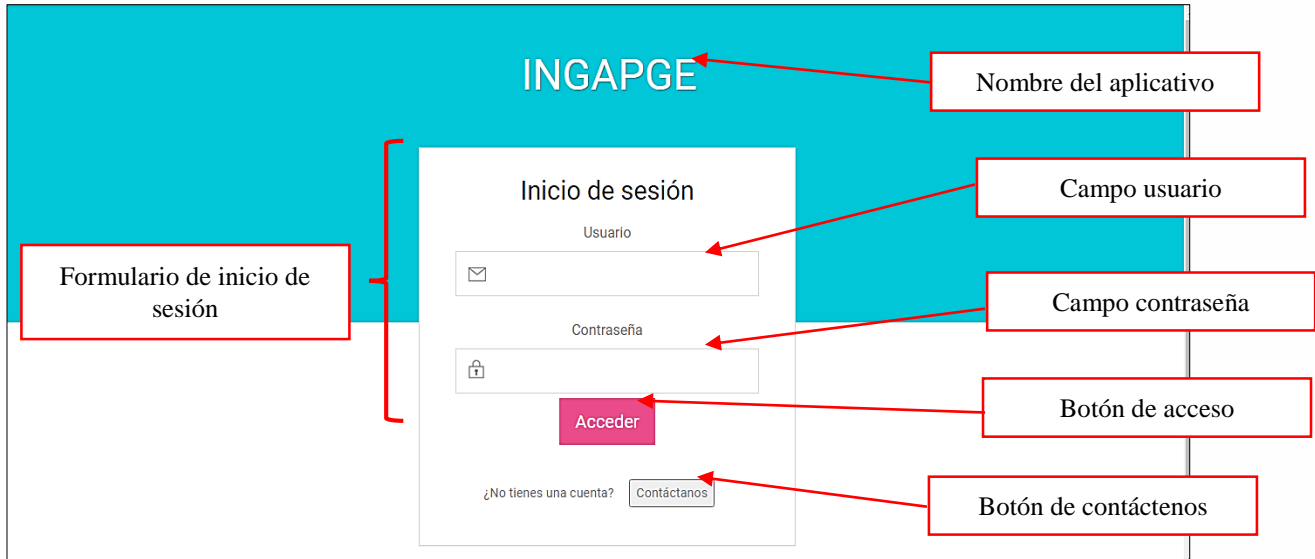 INGAPGE
Nombre del aplicativo
Inicio de sesión
Campo usuario
Usuario
Formulario de inicio de
sesión
Campo contraseña
Contraseña
Botón de acceso
Acceder
¿No tienes una cuenta? Contáctanos
Botón de contáctenos